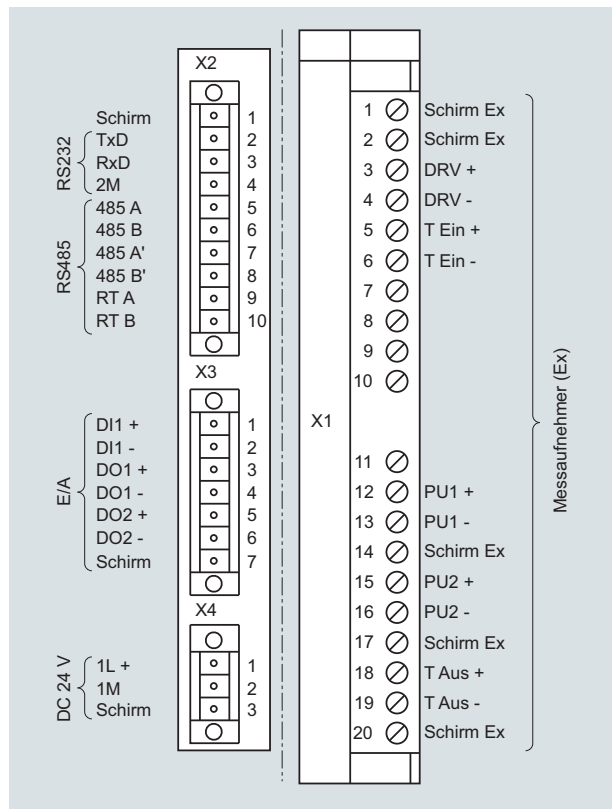 X2
Schirm 1
TxD 2
RxD 3
2M 4
RS232
485 A 5
485 B 6
485 A' 7
485 B' 8
RT A 9
RT B 10
RS485
X3
DI1 + 1
DI1 - 2
DO1 + 3
DO1 - 4
DO2 + 5
DO2 - 6
Schirm 7
E/A
X4
1L + 1
1M 2
Schirm 3
DC 24 V
X1
1 Schirm Ex
2 Schirm Ex
3 DRV +
4 DRV -
5 T Ein +
6 T Ein -
7
8
9
10
11
12 PU1 +
13 PU1 -
14 Schirm Ex
15 PU2 +
16 PU2 -
17 Schirm Ex
18 T Aus +
19 T Aus -
20 Schirm Ex
Messaufnehmer (Ex)